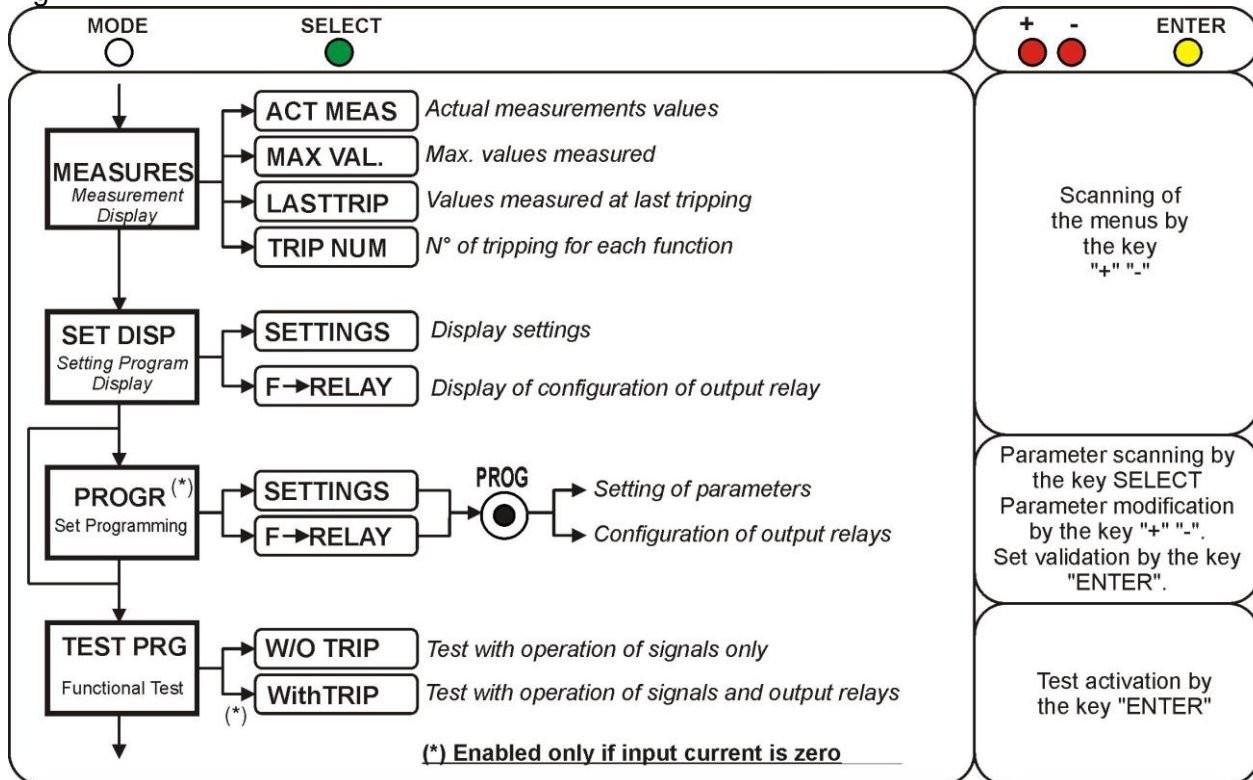 MODE
SELECT
+ -
ENTER
MEASURES
Measurement
Display
ACT MEAS
Actual measurements values
MAX VAL.
Max. values measured
LASTTRIP
Values measured at last tripping
TRIP NUM
N° of tripping for each function
Scanning of
the menus by
the key
"+" "-"
SET DISP
Setting Program
Display
SETTINGS
Display settings
F→RELAY
Display of configuration of output relay
PROGR (*)
Set Programming
SETTINGS
F→RELAY
PROG
Setting of parameters
Configuration of output relays
Parameter scanning by
the key SELECT
Parameter modification
by the key "+" "-".
Set validation by the key
"ENTER".
TEST PRG
Functional Test
W/O TRIP
Test with operation of signals only
(*)
WithTRIP
Test with operation of signals and output relays
Test activation by
the key "ENTER"
(*) Enabled only if input current is zero